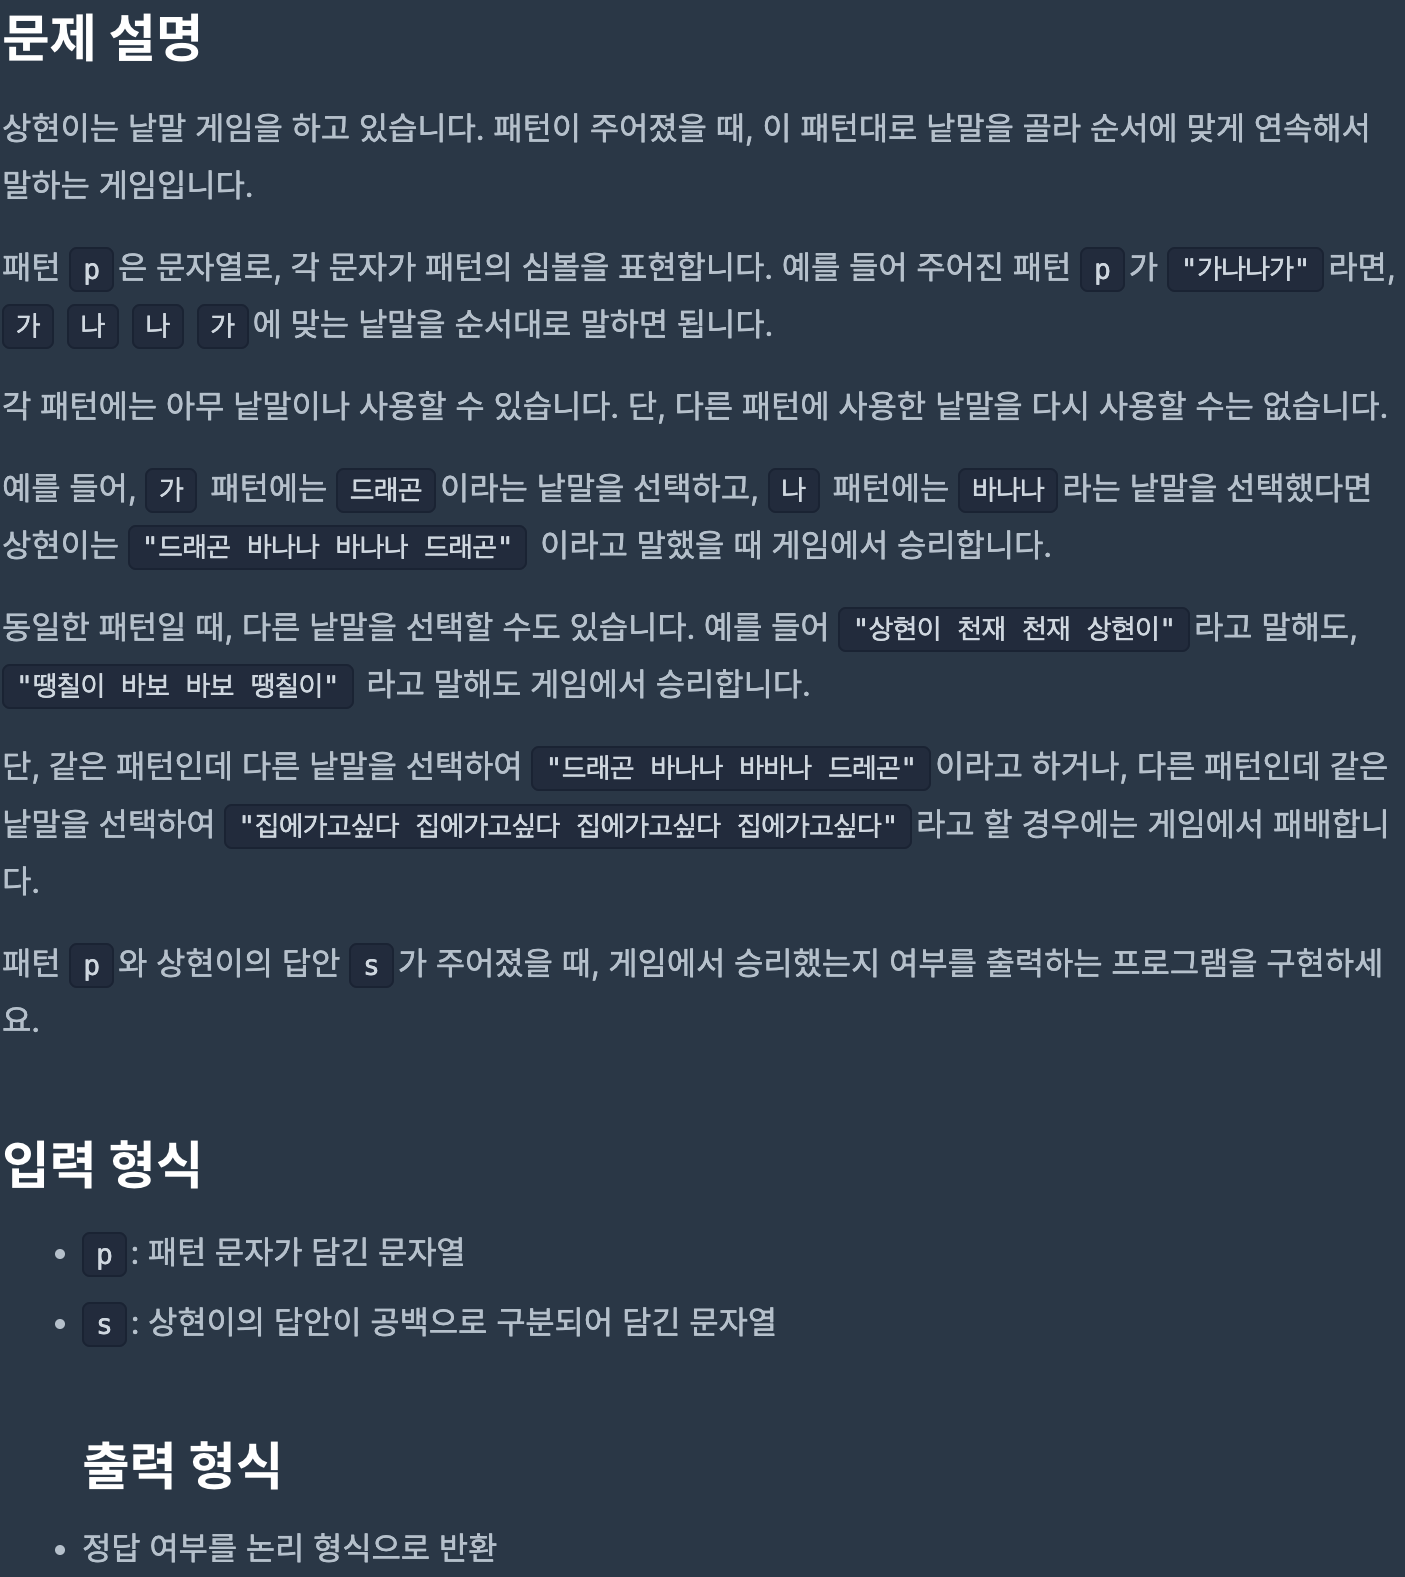 문제 설명
상현이는 낱말 게임을 하고 있습니다. 패턴이 주어졌을 때, 이 패턴대로 낱말을 골라 순서에 맞게 연속해서
말하는 게임입니다.
패턴 p 은 문자열로, 각 문자가 패턴의 심볼을 표현합니다. 예를 들어 주어진 패턴 p 가 "가나나가" 라면,
가 나 나 가 에 맞는 낱말을 순서대로 말하면 됩니다.
각 패턴에는 아무 낱말이나 사용할 수 있습니다. 단, 다른 패턴에 사용한 낱말을 다시 사용할 수는 없습니다.
예를 들어, 가 패턴에는 드래곤 이라는 낱말을 선택하고, 나 패턴에는 바나나 라는 낱말을 선택했다면
상현이는 "드래곤 바나나 바나나 드래곤" 이라고 말했을 때 게임에서 승리합니다.
동일한 패턴일 때, 다른 낱말을 선택할 수도 있습니다. 예를 들어 "상현이 천재 천재 상현이" 라고 말해도,
"땡칠이 바보 바보 땡칠이" 라고 말해도 게임에서 승리합니다.
단, 같은 패턴인데 다른 낱말을 선택하여 "드래곤 바나나 바바나 드레곤" 이라고 하거나, 다른 패턴인데 같은
낱말을 선택하여 "집에가고싶다 집에가고싶다 집에가고싶다 집에가고싶다" 라고 할 경우에는 게임에서 패배합니
다.
패턴 p 와 상현이의 답안 s 가 주어졌을 때, 게임에서 승리했는지 여부를 출력하는 프로그램을 구현하세
요.
입력 형식
• p : 패턴 문자가 담긴 문자열
• s : 상현이의 답안이 공백으로 구분되어 담긴 문자열
출력 형식
• 정답 여부를 논리 형식으로 반환